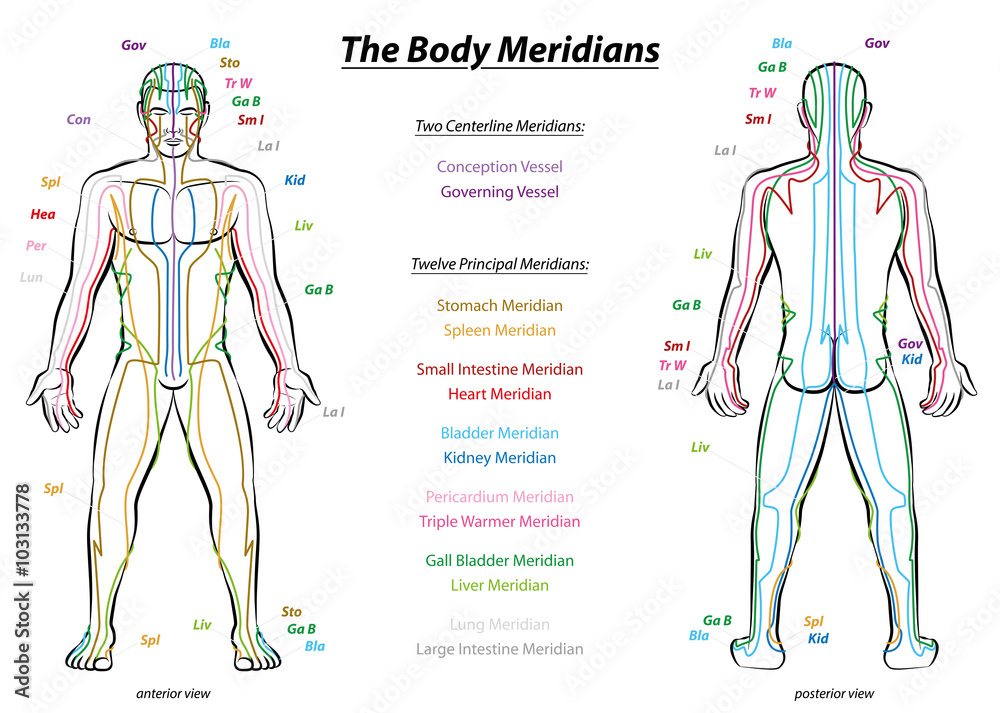 The Body Meridians
Gov
Bla
Sto
Tr W
Ga B
Sm I
Con
La I
Spl
Kid
Hea
Liv
Per
Lun
Ga B
La I
Spl
Sto
Liv
Ga B
Spl
Bla
anterior view
Two Centerline Meridians:
Conception Vessel
Governing Vessel
Twelve Principal Meridians:
Stomach Meridian
Spleen Meridian
Small Intestine Meridian
Heart Meridian
Bladder Meridian
Kidney Meridian
Pericardium Meridian
Triple Warmer Meridian
Gall Bladder Meridian
Liver Meridian
Lung Meridian
Large Intestine Meridian
Bla
Gov
Ga B
Tr W
Sm I
La I
Liv
Ga B
Sm I
Gov
Tr W
Kid
La I
Liv
Ga B
Spl
Bla
Kid
posterior view
Adobe Stock | #103133778
Adobe Stock